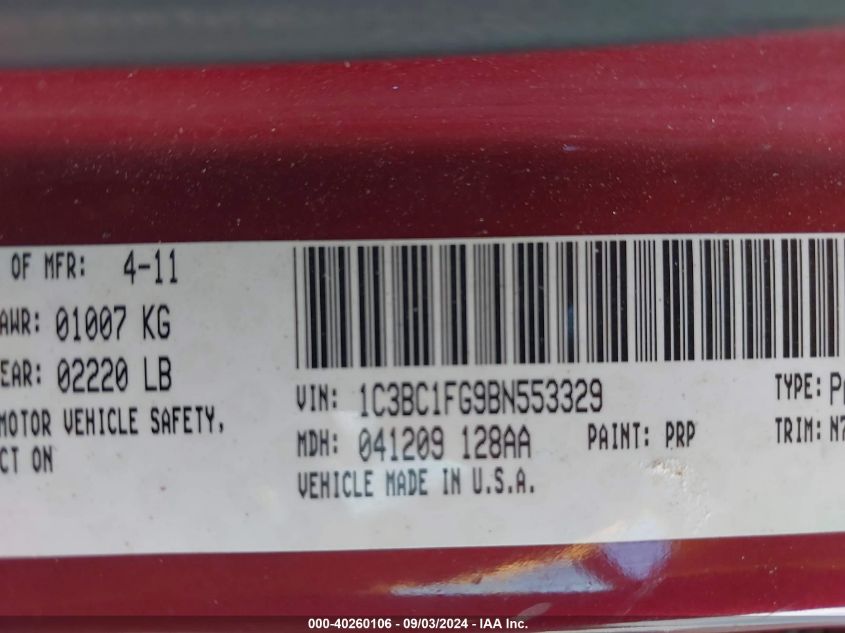 OF MFR: 4-11
AWR: 01007 KG
EAR: 02220 LB
MOTOR VEHICLE SAFETY,
CT ON
VIN: 1C3BC1FG9BN553329
TYPE:
MDH: 041209 128AA PAINT: PRP TRIM: N7
VEHICLE MADE IN U.S.A.
000-40260106 - 09/03/2024 - IAA Inc.